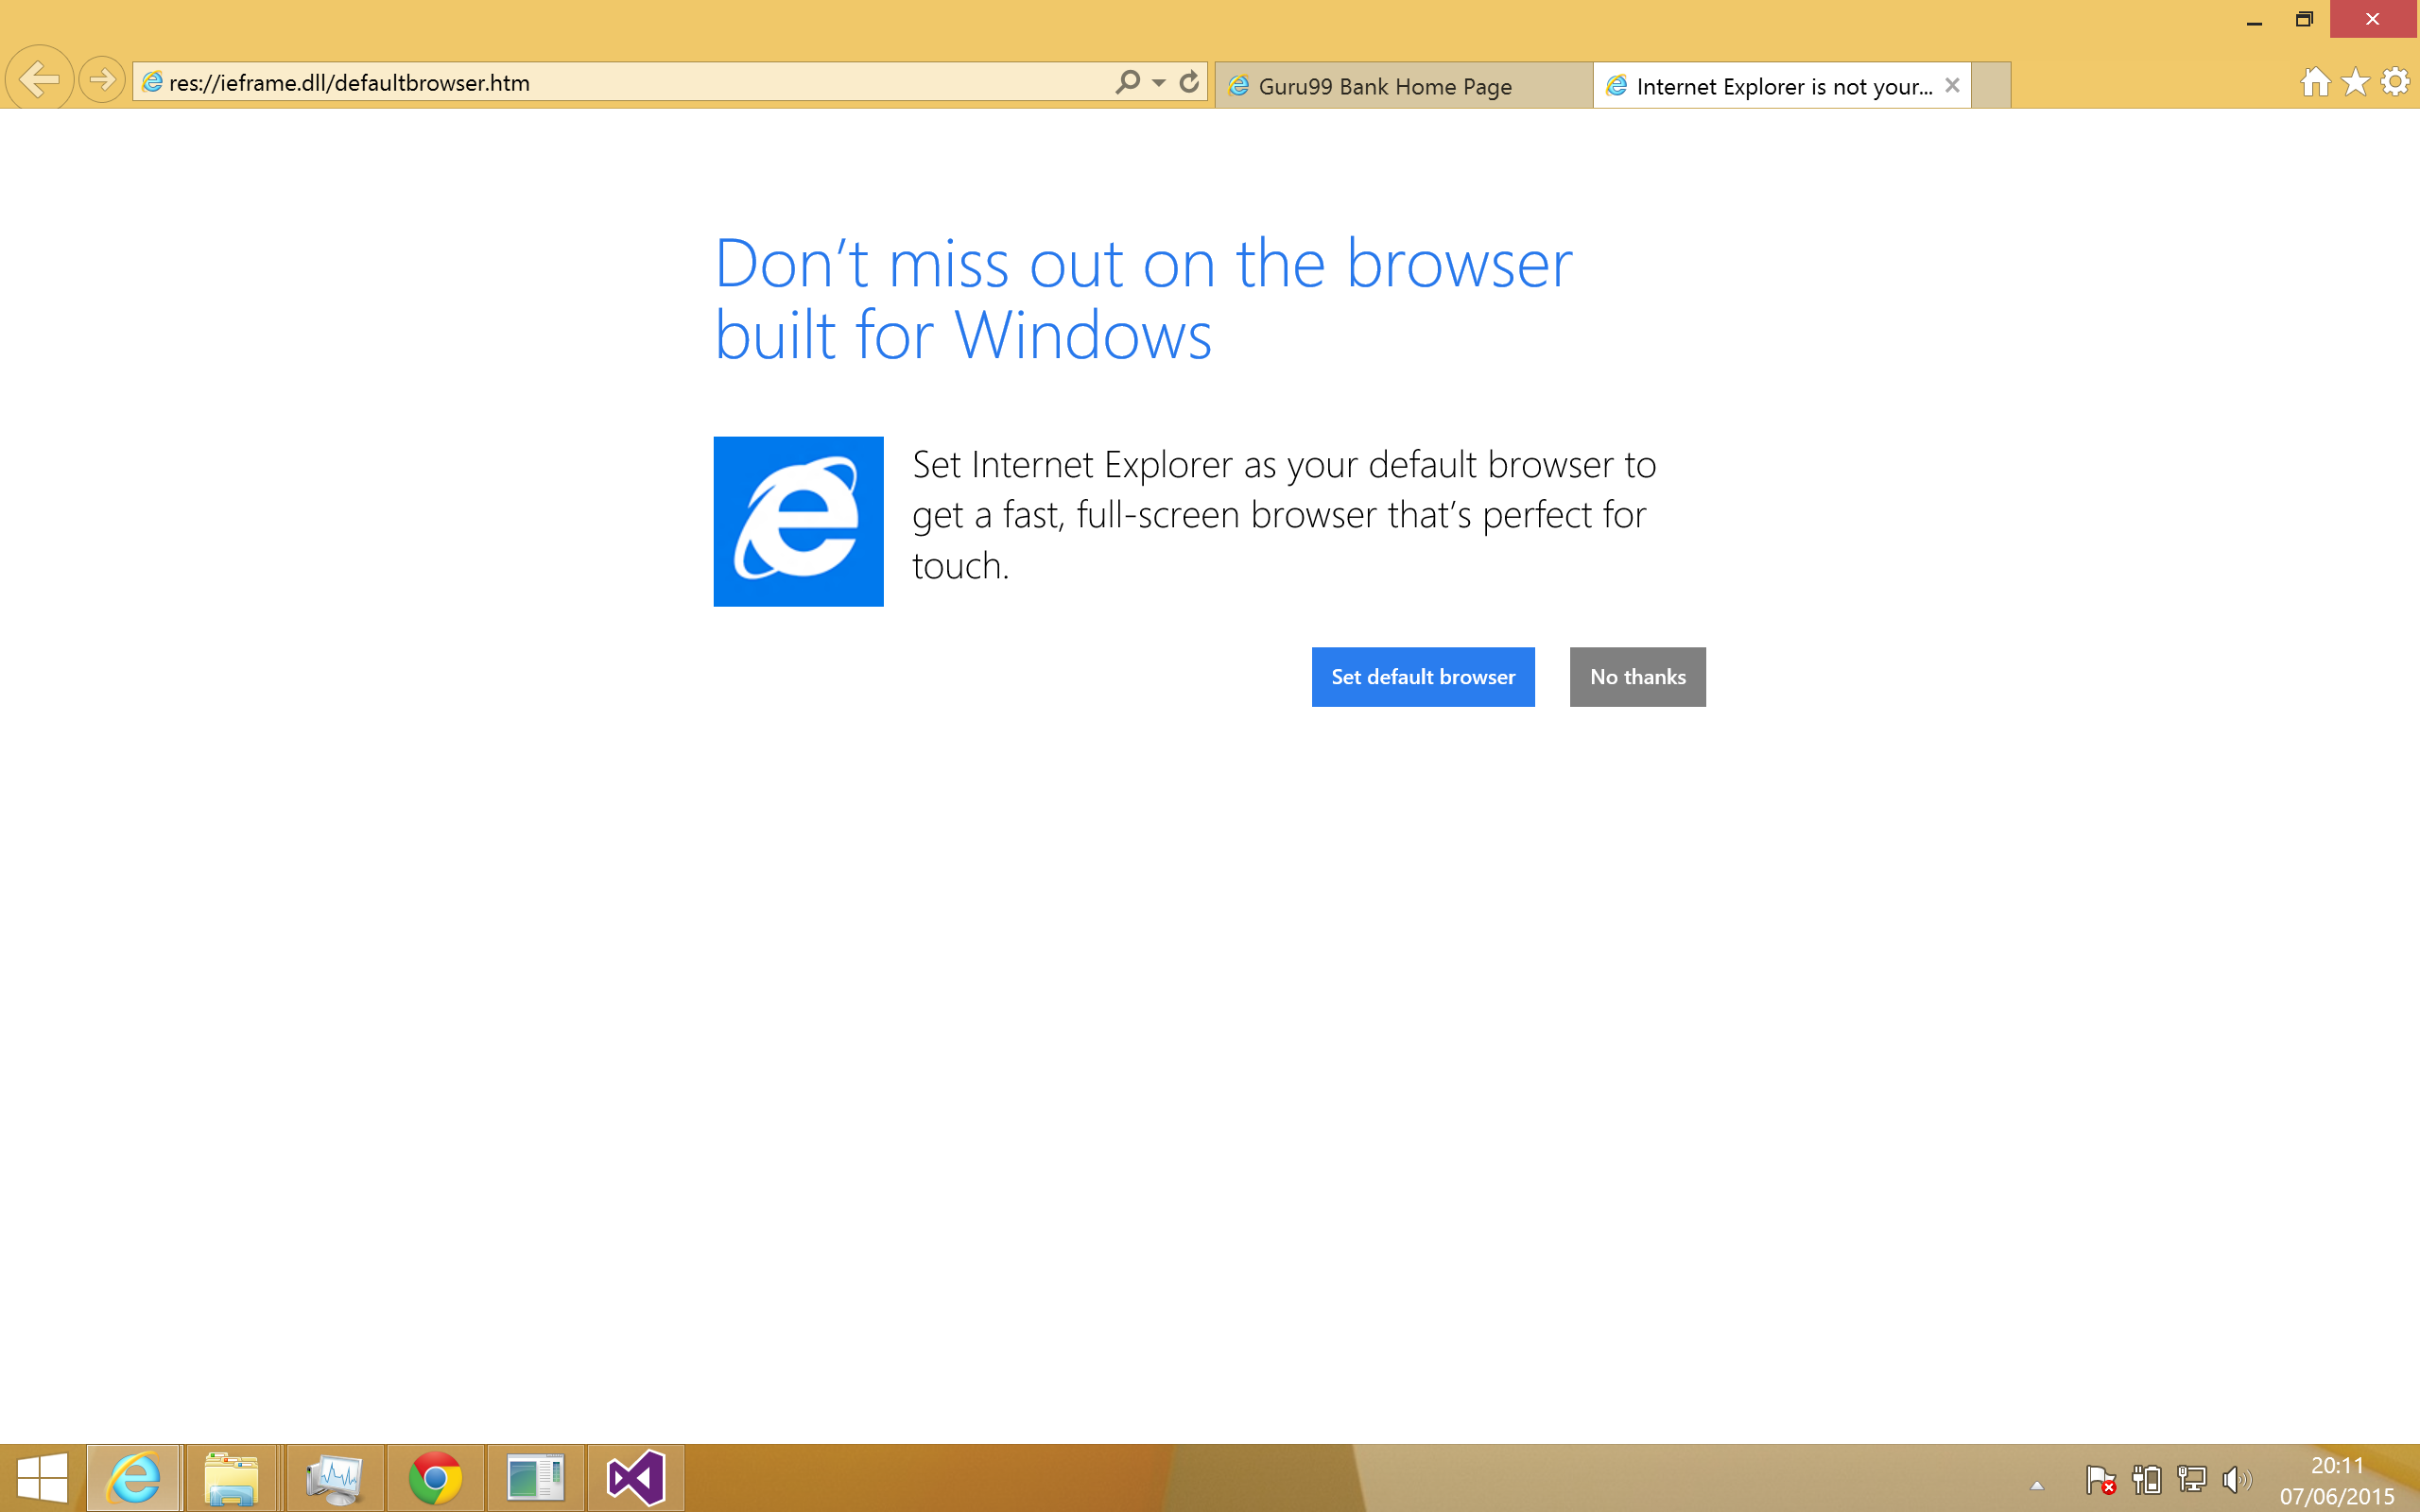 res://ieframe.dll/defaultbrowser.htm
Guru99 Bank Home Page
Internet Explorer is not your...
Don’t miss out on the browser
built for Windows
Set Internet Explorer as your default browser to
get a fast, full-screen browser that’s perfect for
touch.
Set default browser
No thanks
20:11
07/06/2015